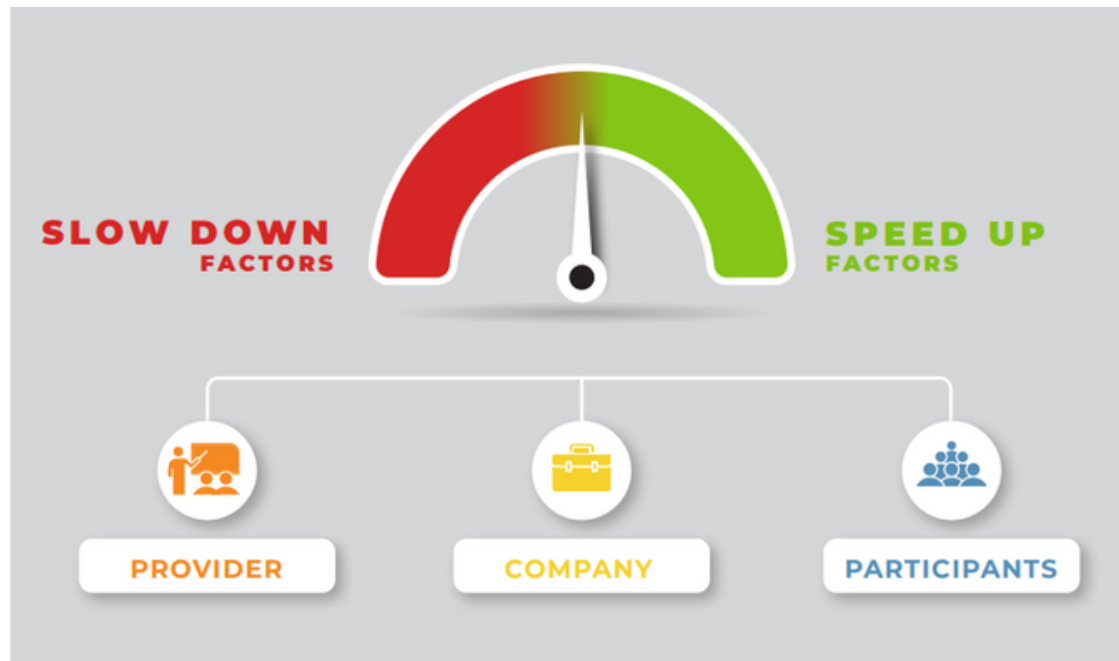 SLOW DOWN
FACTORS
SPEED UP
FACTORS
PROVIDER
COMPANY
PARTICIPANTS